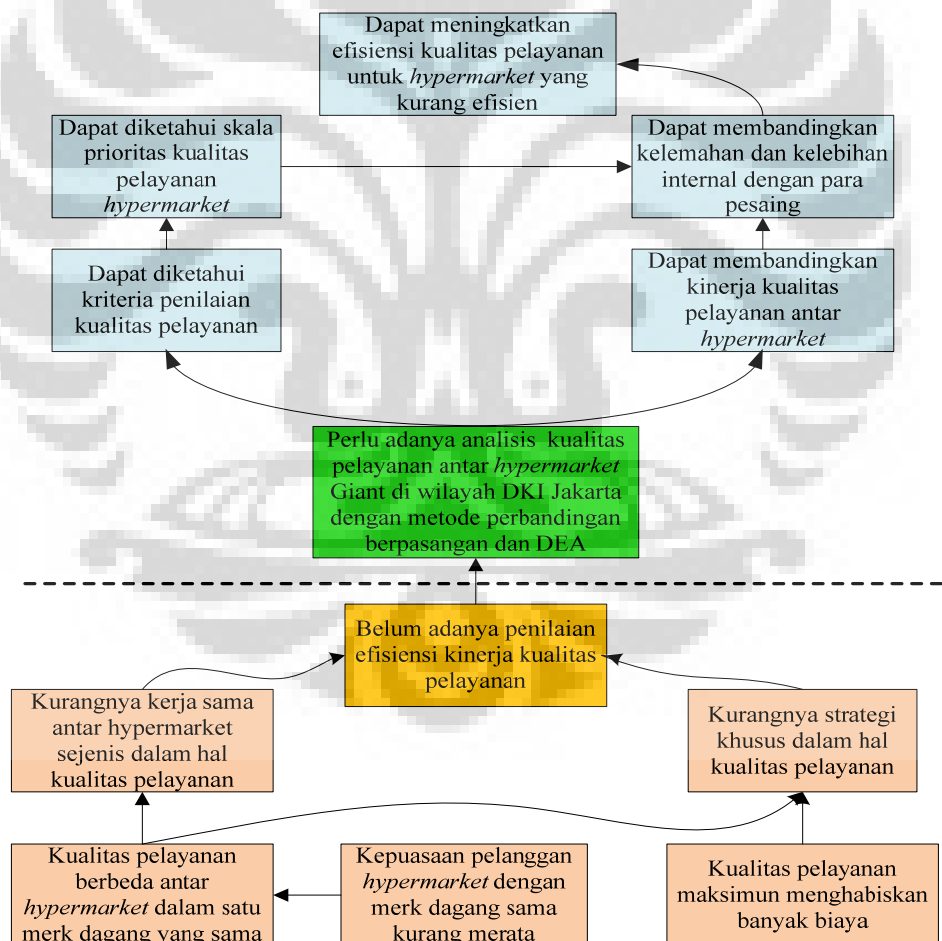 Dapat meningkatkan
efisiensi kualitas pelayanan
untuk hypermarket yang
kurang efisien
Dapat diketahui skala
prioritas kualitas
pelayanan
hypermarket
Dapat membandingkan
kelemahan dan kelebihan
internal dengan para
pesaing
Dapat diketahui
kriteria penilaian
kualitas pelayanan
Dapat membandingkan
kinerja kualitas
pelayanan antar
hypermarket
Perlu adanya analisis kualitas
pelayanan antar hypermarket
Giant di wilayah DKI Jakarta
dengan metode perbandingan
berpasangan dan DEA
Belum adanya penilaian
efisiensi kinerja kualitas
pelayanan
Kurangnya kerja sama
antar hypermarket
sejenis dalam hal
kualitas pelayanan
Kurangnya strategi
khusus dalam hal
kualitas pelayanan
Kualitas pelayanan
berbeda antar
hypermarket dalam satu
merk dagang yang sama
Kepuasaan pelanggan
hypermarket dengan
merk dagang sama
kurang merata
Kualitas pelayanan
maksimun menghabiskan
banyak biaya